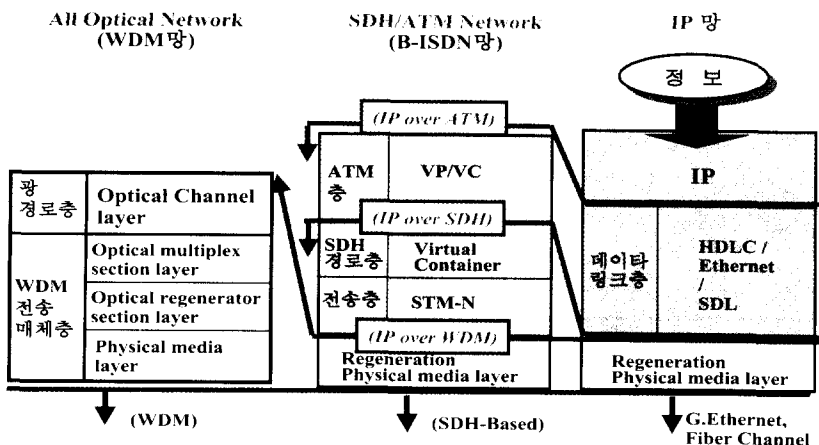 All Optical Network
(WDM망)
SDH/ATM Network
(B-ISDN망)
IP 망
정 보
(IP over ATM)
ATM
층
VP/VC
IP
광
경로층
Optical Channel
layer
(IP over SDH)
SDH
경로층
Virtual
Container
데이타
링크층
HDLC /
Ethernet
/
SDL
WDM
전송
매체층
Optical multiplex
section layer
Optical regenerator
section layer
Physical media
layer
전송층
STM-N
(IP over WDM)
Regeneration
Physical media layer
Regeneration
Physical media layer
(WDM)
(SDH-Based)
G.Ethernet,
Fiber Channel